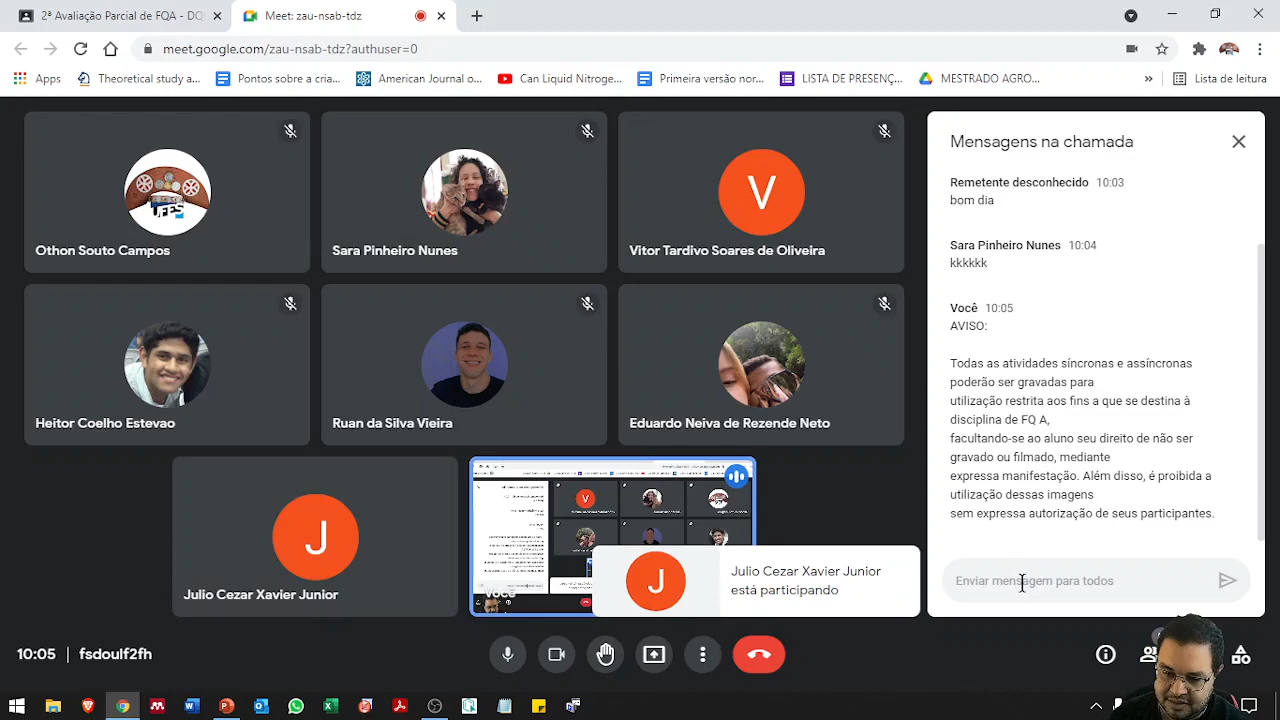 2ª Avaliação Parcial de FQA - DQ
Meet: zau-nsab-tdz
meet.google.com/zau-nsab-tdz?authuser=0
Apps
Theoretical study a...
Pontos sobre a cria...
American Journal o...
Can Liquid Nitroge...
Primeira versão nor...
LISTA DE PRESENÇ...
MESTRADO AGRO...
»
Lista de leitura
UFES
Othon Souto Campos
Sara Pinheiro Nunes
V
Vitor Tardivo Soares de Oliveira
Heitor Coelho Estevao
Ruan da Silva Vieira
Eduardo Neiva de Rezende Neto
J
Julio Cezar Xavier Junior
V
Você
J
Julio Cezar Xavier Junior
está participando
Mensagens na chamada
Remetente desconhecido 10:03
bom dia
Sara Pinheiro Nunes 10:04
kkkkkk
Você 10:05
AVISO:
Todas as atividades síncronas e assíncronas
poderão ser gravadas para
utilização restrita aos fins a que se destina à
disciplina de FQ A,
facultando-se ao aluno seu direito de não ser
gravado ou filmado, mediante
expressa manifestação. Além disso, é proibida a
utilização dessas imagens
sem expressa autorização de seus participantes.
Enviar mensagem para todos
10:05 | fsdoulf2fh